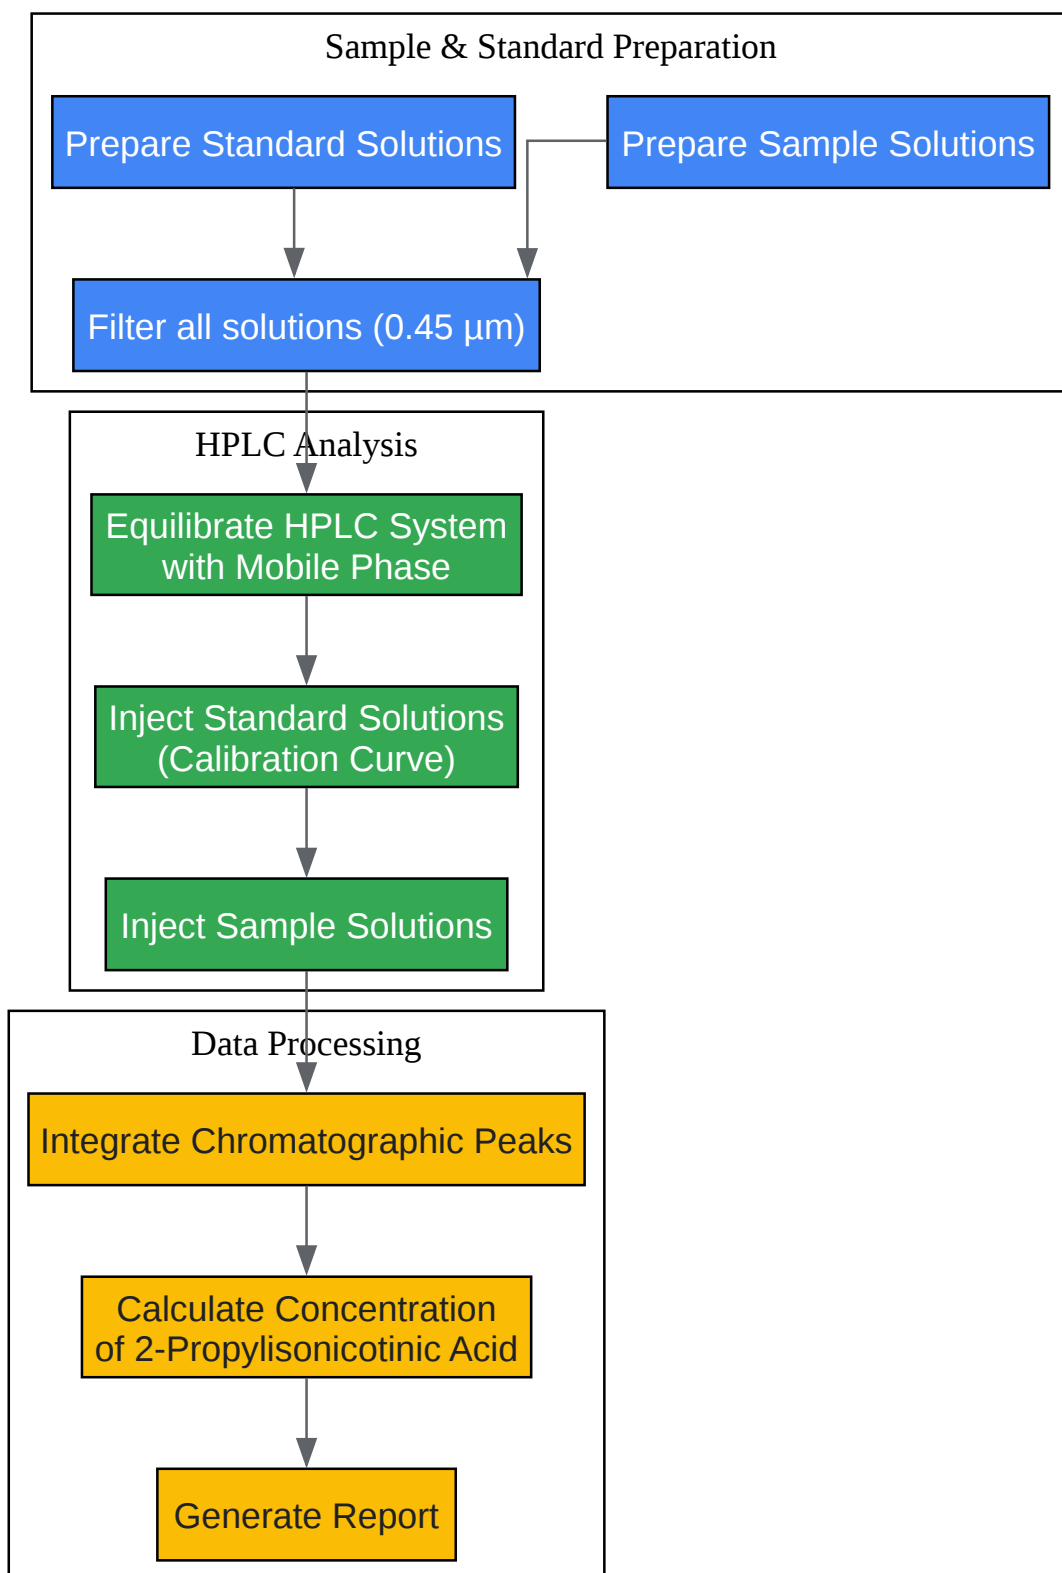 Sample & Standard Preparation
Prepare Standard Solutions
Prepare Sample Solutions
Filter all solutions (0.45 µm)
HPLC Analysis
Equilibrate HPLC System
with Mobile Phase
Inject Standard Solutions
(Calibration Curve)
Inject Sample Solutions
Data Processing
Integrate Chromatographic Peaks
Calculate Concentration
of 2-Propylisonicotinic Acid
Generate Report